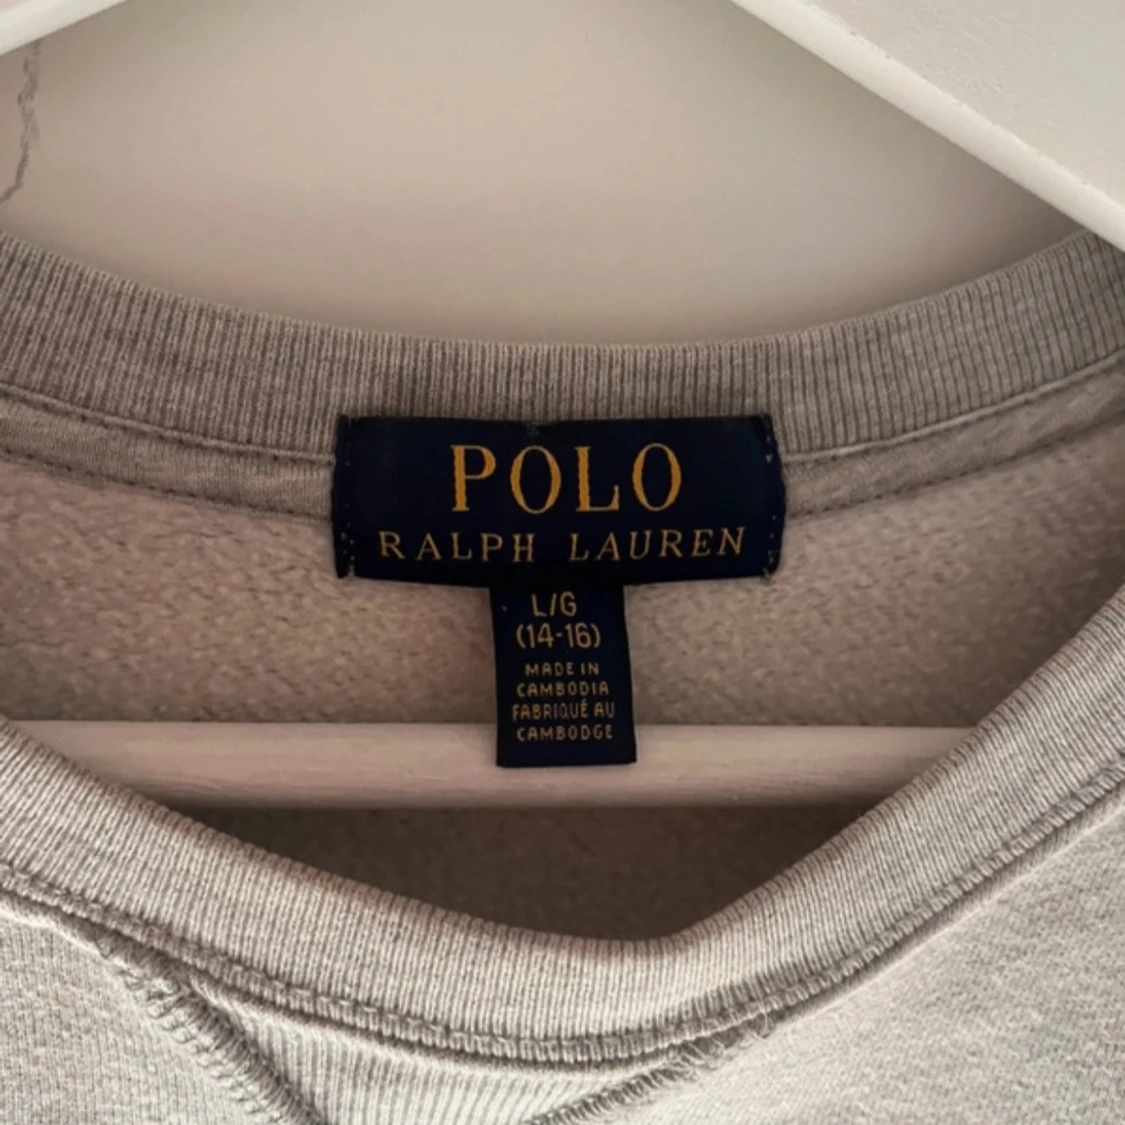 POLO
RALPH LAUREN
L/G
(14-16)
MADE IN
CAMBODIA
FABRIQUÉ AU
CAMBODGE